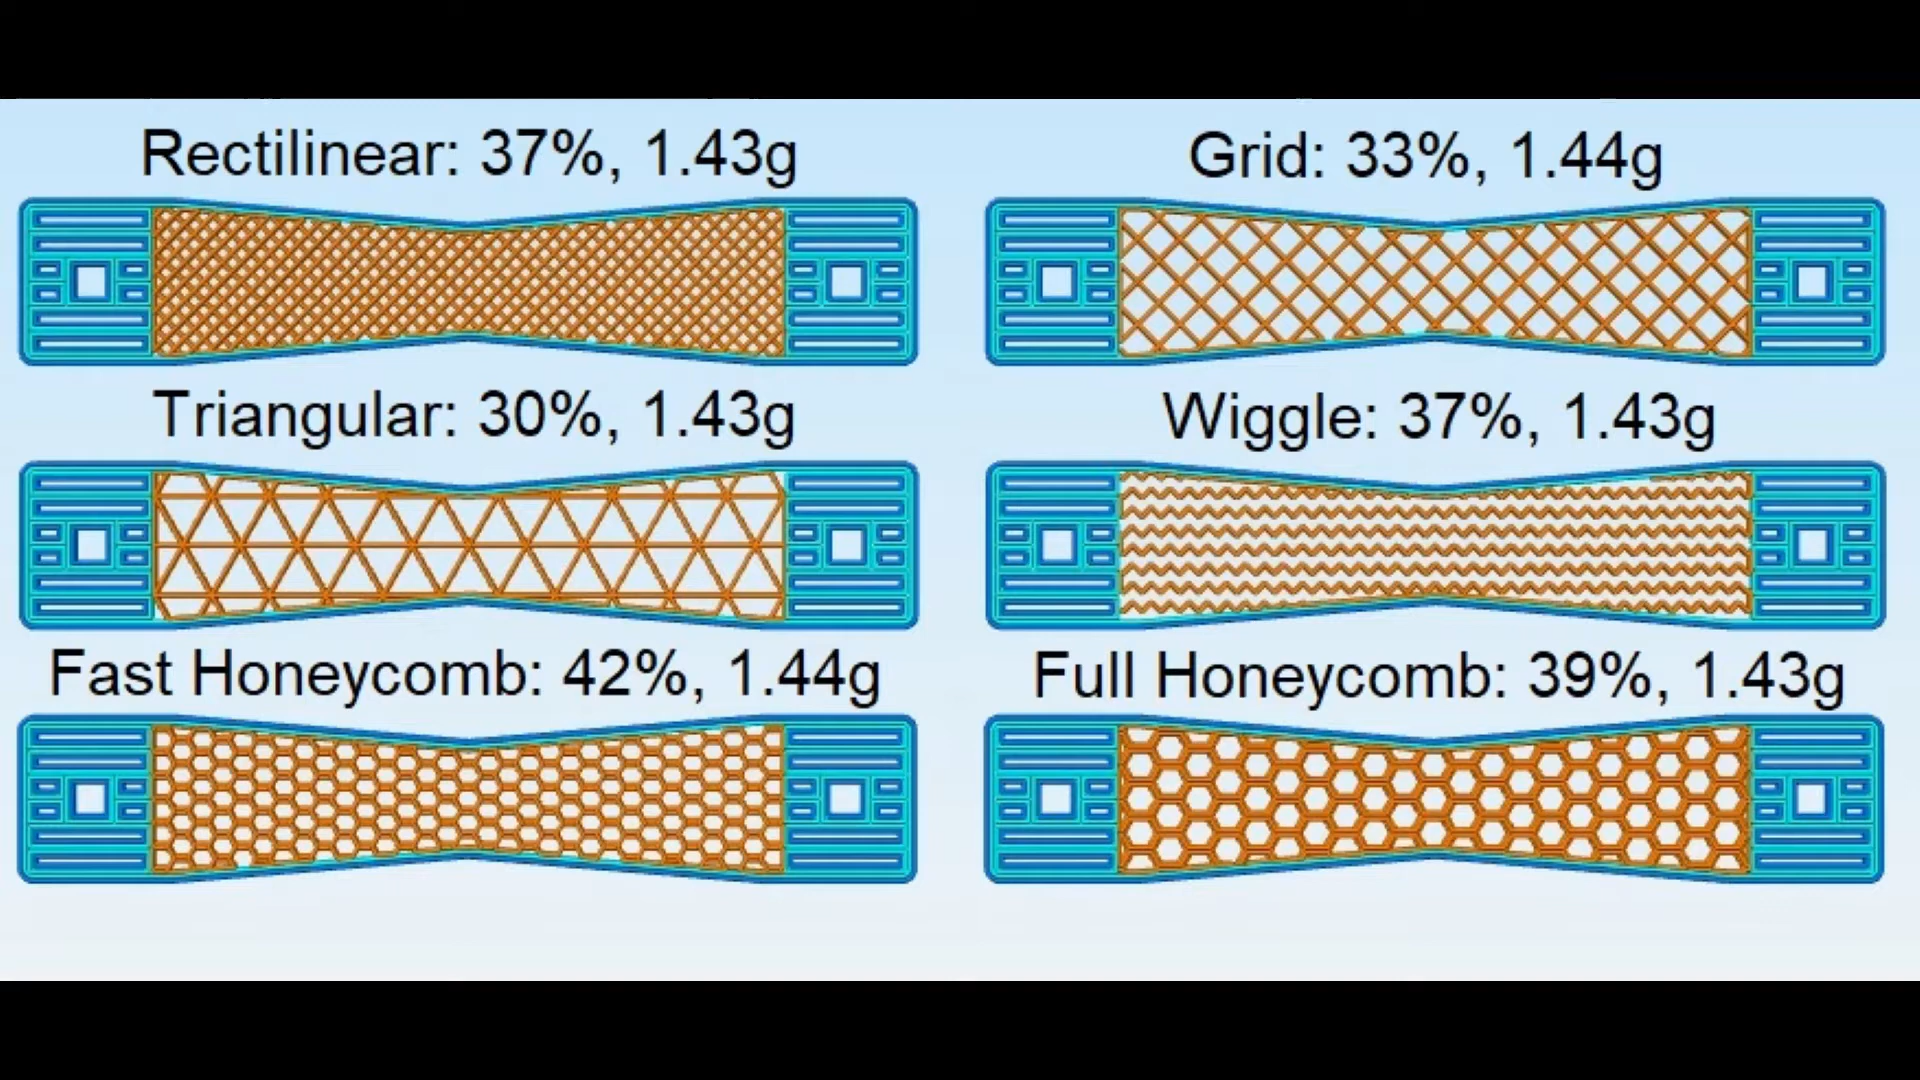 Rectilinear: 37%, 1.43g
Grid: 33%, 1.44g
Triangular: 30%, 1.43g
Wiggle: 37%, 1.43g
Fast Honeycomb: 42%, 1.44g
Full Honeycomb: 39%, 1.43g